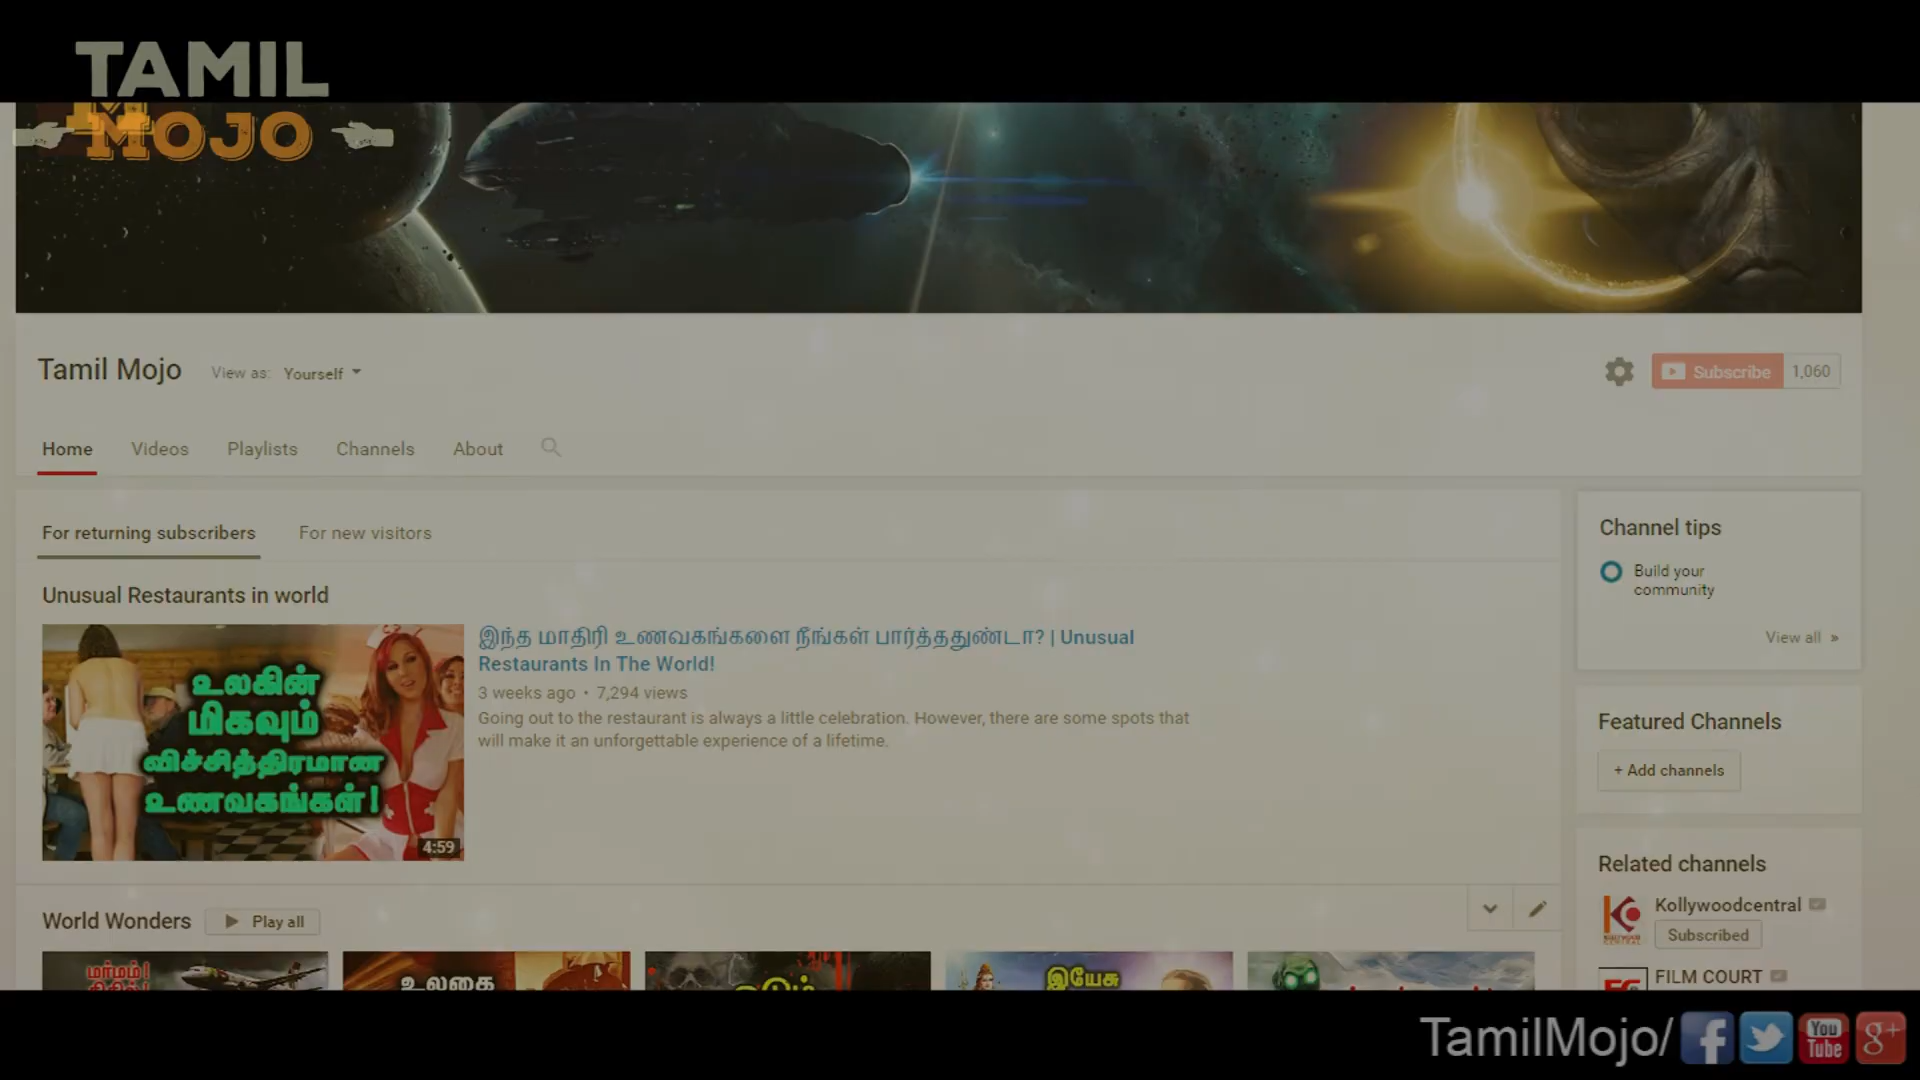 TAMIL
MOJO
Tamil Mojo View as: Yourself
Subscribe 1,060
Home Videos Playlists Channels About
For returning subscribers For new visitors
Unusual Restaurants in world
உலகின்
மிகவும்
விச்சித்திரமான
உணவகங்கள்!
4:59
இந்த மாதிரி உணவகங்களை நீங்கள் பார்த்ததுண்டா? | Unusual
Restaurants In The World!
3 weeks ago • 7,294 views
Going out to the restaurant is always a little celebration. However, there are some spots that
will make it an unforgettable experience of a lifetime.
World Wonders Play all
மர்மம்!
உலகை
இயேசு
Channel tips
Build your
community
View all »
Featured Channels
+ Add channels
Related channels
Kollywoodcentral
Subscribed
FILM COURT
TamilMojo/ f You Tube g+